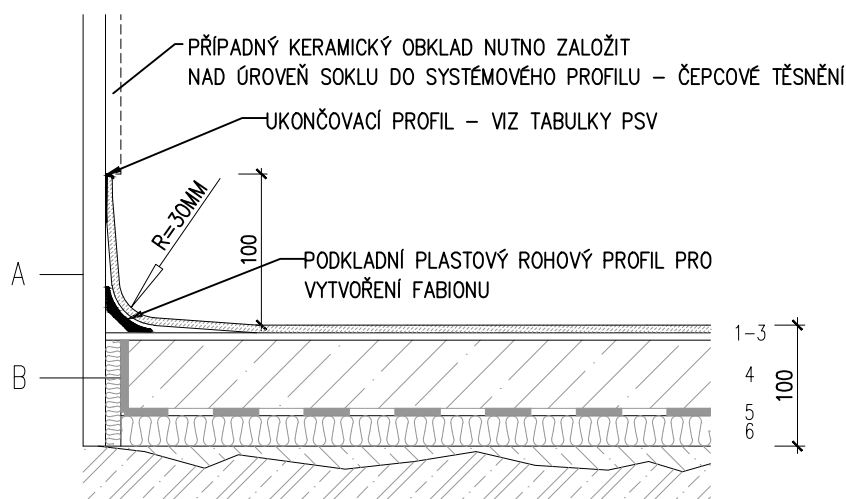 PŘÍPADNÝ KERAMICKÝ OBKLAD NUTNO ZALOŽIT
NAD ÚROVEŇ SOKLU DO SYSTÉMOVÉHO PROFILU – ČEPCOVÉ TĚSNĚNÍ
UKONČOVACÍ PROFIL – VIZ TABULKY PSV
R=30MM
100
PODKLADNÍ PLASTOVÝ ROHOVÝ PROFIL PRO
VYTVOŘENÍ FABIONU
A
1-3
B
4
100
5
6